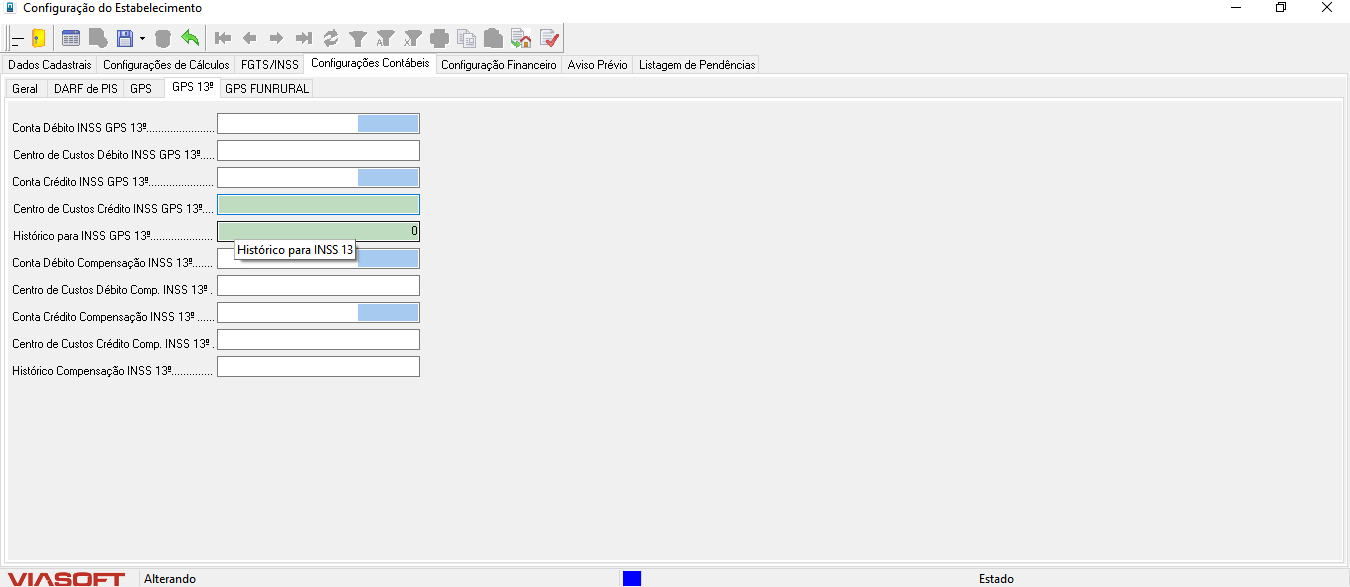 Configuração do Estabelecimento
Dados Cadastrais Configurações de Cálculos FGTS/INSS Configurações Contábeis Configuração Financeiro Aviso Prévio Listagem de Pendências
Geral DARF de PIS GPS GPS 13º GPS FUNRURAL
Conta Débito INSS GPS 13º.......................
Centro de Custos Débito INSS GPS 13º.....
Conta Crédito INSS GPS 13º......................
Centro de Custos Crédito INSS GPS 13º....
Histórico para INSS GPS 13º..................... 0
Histórico para INSS 13
Conta Débito Compensação INSS 13º.......
Centro de Custos Débito Comp. INSS 13º .
Conta Crédito Compensação INSS 13º ......
Centro de Custos Crédito Comp. INSS 13º .
Histórico Compensação INSS 13º..............
VIASOFT Alterando Estado